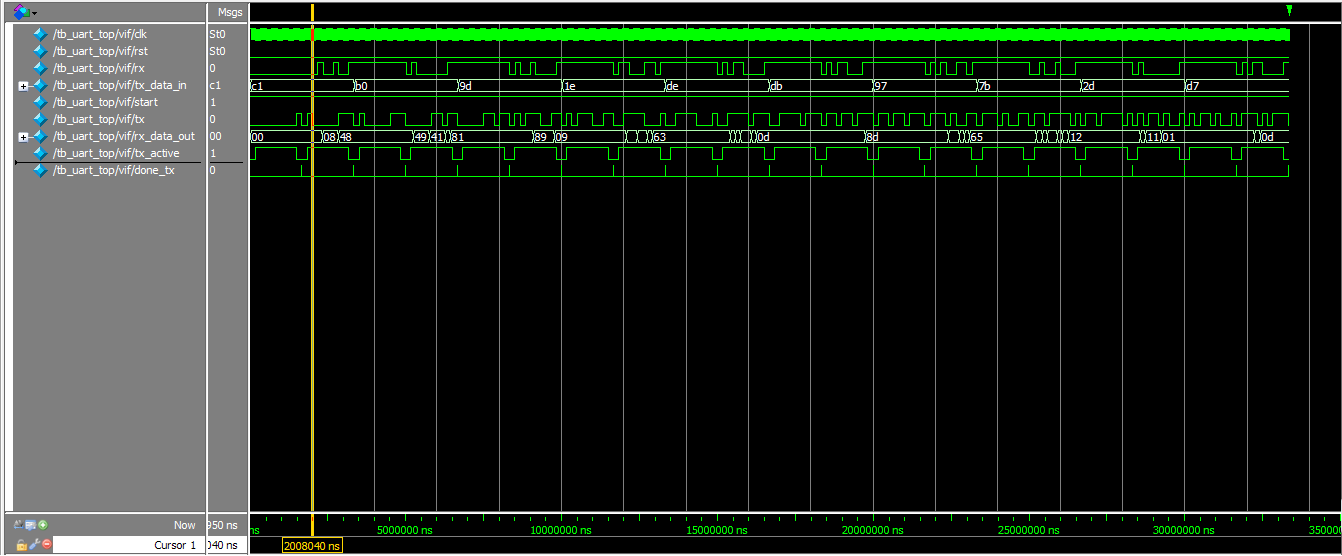 Msgs
/tb_uart_top/vif/clk St0
/tb_uart_top/vif/rst St0
/tb_uart_top/vif/rx 0
/tb_uart_top/vif/tx_data_in c1 c1 b0 9d 1e de db 97 7b 2d d7
/tb_uart_top/vif/start 1
/tb_uart_top/vif/tx 0
/tb_uart_top/vif/rx_data_out 00 00 08 48 49 41 81 89 09 63 0d 8d 65 12 11 01 0d
/tb_uart_top/vif/tx_active 1
/tb_uart_top/vif/done_tx 0
Now 950 ns ns 5000000 ns 10000000 ns 15000000 ns 20000000 ns 25000000 ns 30000000 ns 350000
Cursor 1 040 ns 2008040 ns